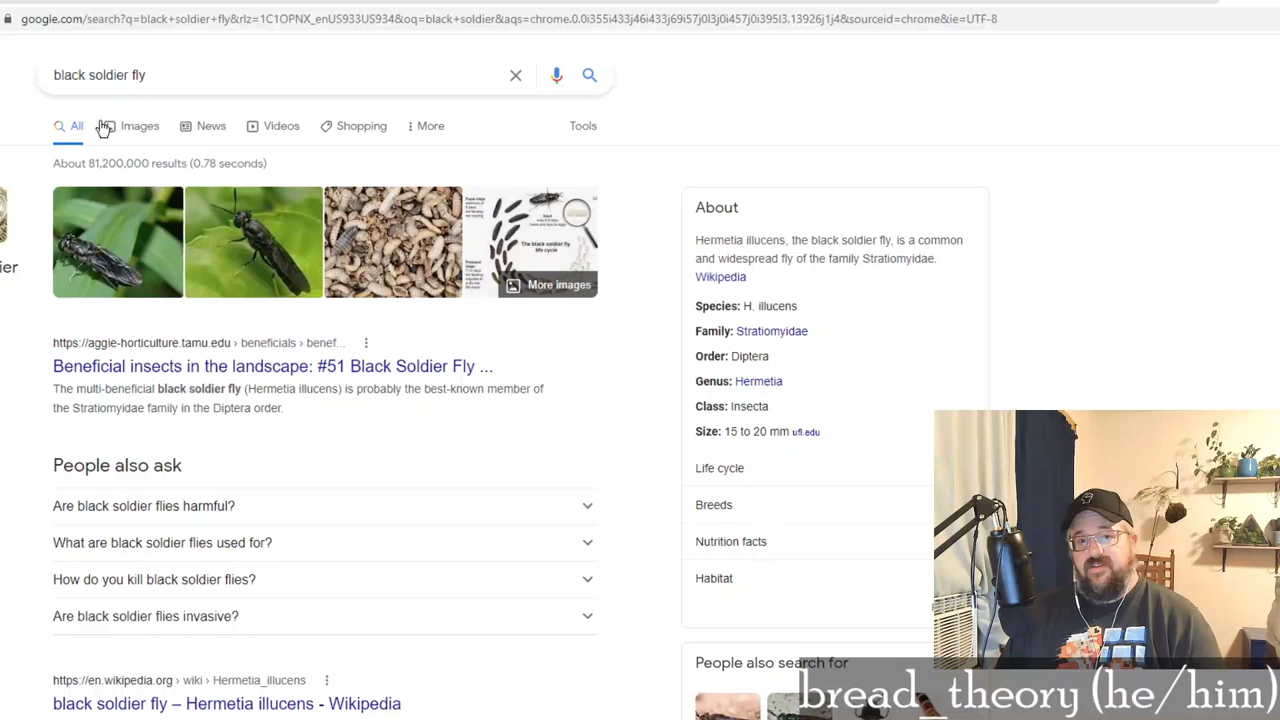 google.com/search?q=black+soldier+fly&rlz=1C1OPNX_enUS933US934&oq=black+soldier&aqs=chrome.0.0i355i433j46i433j69i57j0l3j0i457j0i395l3.13926j1j4&sourceid=chrome&ie=UTF-8
black soldier fly
All
Images
News
Videos
Shopping
More
Tools
About 81,200,000 results (0.78 seconds)
The black soldier fly
life cycle
More images
ier
https://aggie-horticulture.tamu.edu › beneficials › benef...
Beneficial insects in the landscape: #51 Black Soldier Fly ...
The multi-beneficial black soldier fly (Hermetia illucens) is probably the best-known member of
the Stratiomyidae family in the Diptera order.
People also ask
Are black soldier flies harmful?
What are black soldier flies used for?
How do you kill black soldier flies?
Are black soldier flies invasive?
https://en.wikipedia.org › wiki › Hermetia_illucens
black soldier fly – Hermetia illucens - Wikipedia
About
Hermetia illucens, the black soldier fly, is a common
and widespread fly of the family Stratiomyidae.
Wikipedia
Species: H. illucens
Family: Stratiomyidae
Order: Diptera
Genus: Hermetia
Class: Insecta
Size: 15 to 20 mm ufl.edu
Life cycle
Breeds
Nutrition facts
Habitat
People also search for
bread_theory (he/him)